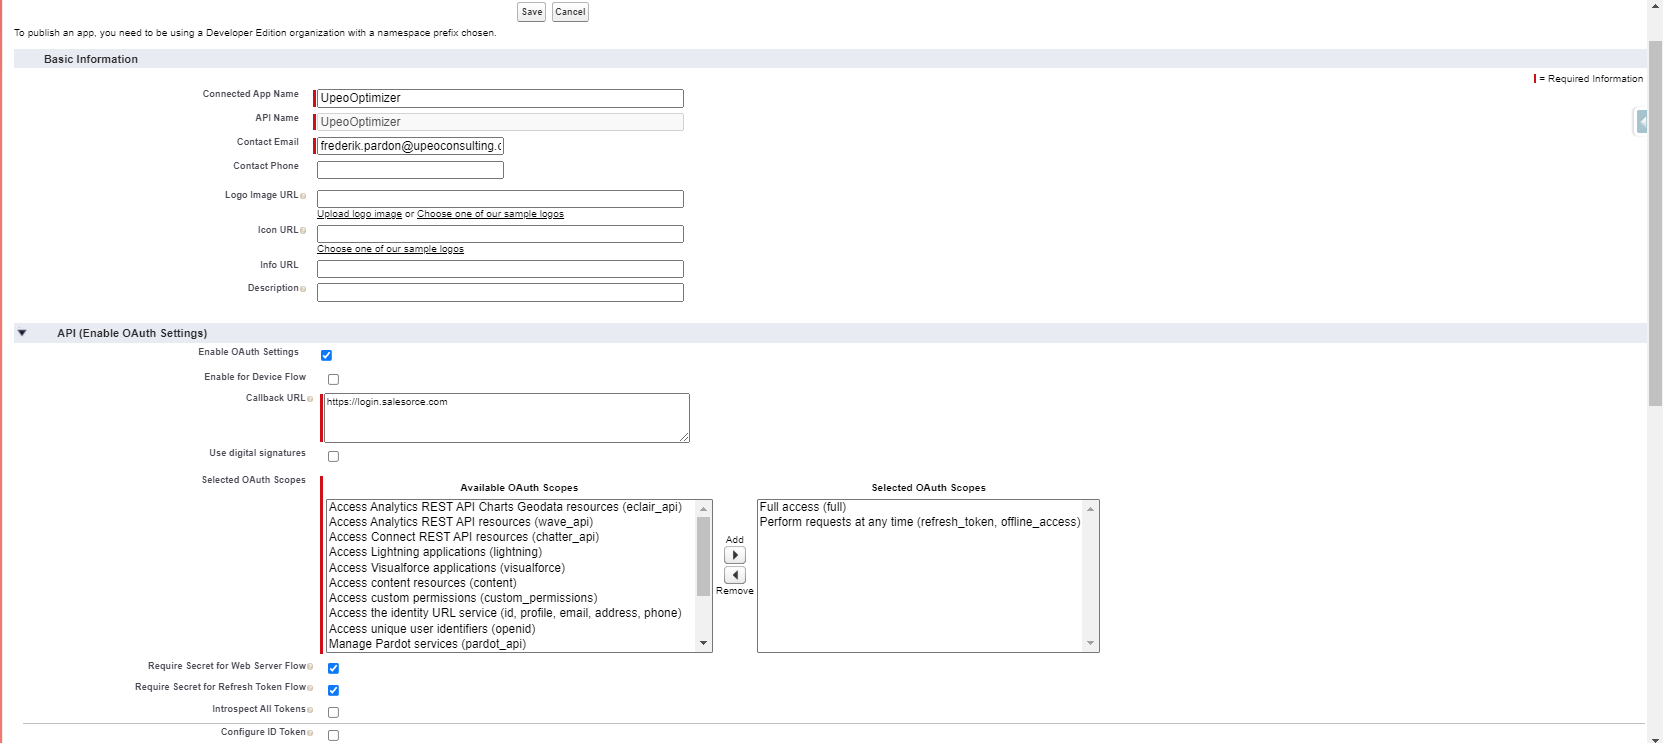 Save Cancel
To publish an app, you need to be using a Developer Edition organization with a namespace prefix chosen.
Basic Information
= Required Information
Connected App Name UpeoOptimizer
API Name UpeoOptimizer
Contact Email frederik.pardon@upeoconsulting.c
Contact Phone
Logo Image URL
Upload logo image or Choose one of our sample logos
Icon URL
Choose one of our sample logos
Info URL
Description
API (Enable OAuth Settings)
Enable OAuth Settings
Enable for Device Flow
Callback URL https://login.salesorce.com
Use digital signatures
Selected OAuth Scopes
Available OAuth Scopes
Access Analytics REST API Charts Geodata resources (eclair_api)
Access Analytics REST API resources (wave_api)
Access Connect REST API resources (chatter_api)
Access Lightning applications (lightning)
Access Visualforce applications (visualforce)
Access content resources (content)
Access custom permissions (custom_permissions)
Access the identity URL service (id, profile, email, address, phone)
Access unique user identifiers (openid)
Manage Pardot services (pardot_api)
Add
Remove
Selected OAuth Scopes
Full access (full)
Perform requests at any time (refresh_token, offline_access)
Require Secret for Web Server Flow
Require Secret for Refresh Token Flow
Introspect All Tokens
Configure ID Token